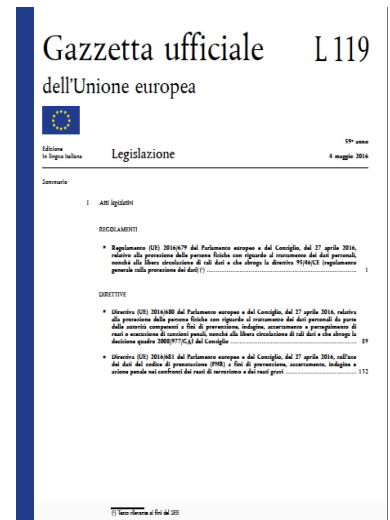 Gazzetta ufficiale L 119
dell'Unione europea
59º anno
Edizione
in lingua italiana Legislazione 4 maggio 2016
Sommario
I Atti legislativi
REGOLAMENTI
★ Regolamento (UE) 2016/679 del Parlamento europeo e del Consiglio, del 27 aprile 2016,
relativo alla protezione delle persone fisiche con riguardo al trattamento dei dati personali,
nonché alla libera circolazione di tali dati e che abroga la direttiva 95/46/CE (regolamento
generale sulla protezione dei dati) (¹) ........ 1
DIRETTIVE
★ Direttiva (UE) 2016/680 del Parlamento europeo e del Consiglio, del 27 aprile 2016, relativa
alla protezione delle persone fisiche con riguardo al trattamento dei dati personali da parte
delle autorità competenti a fini di prevenzione, indagine, accertamento e perseguimento di
reati o esecuzione di sanzioni penali, nonché alla libera circolazione di tali dati e che abroga la
decisione quadro 2008/977/GAI del Consiglio ........ 89
★ Direttiva (UE) 2016/681 del Parlamento europeo e del Consiglio, del 27 aprile 2016, sull'uso
dei dati del codice di prenotazione (PNR) a fini di prevenzione, accertamento, indagine e
azione penale nei confronti dei reati di terrorismo e dei reati gravi ........ 132
(¹) Testo rilevante ai fini del SEE